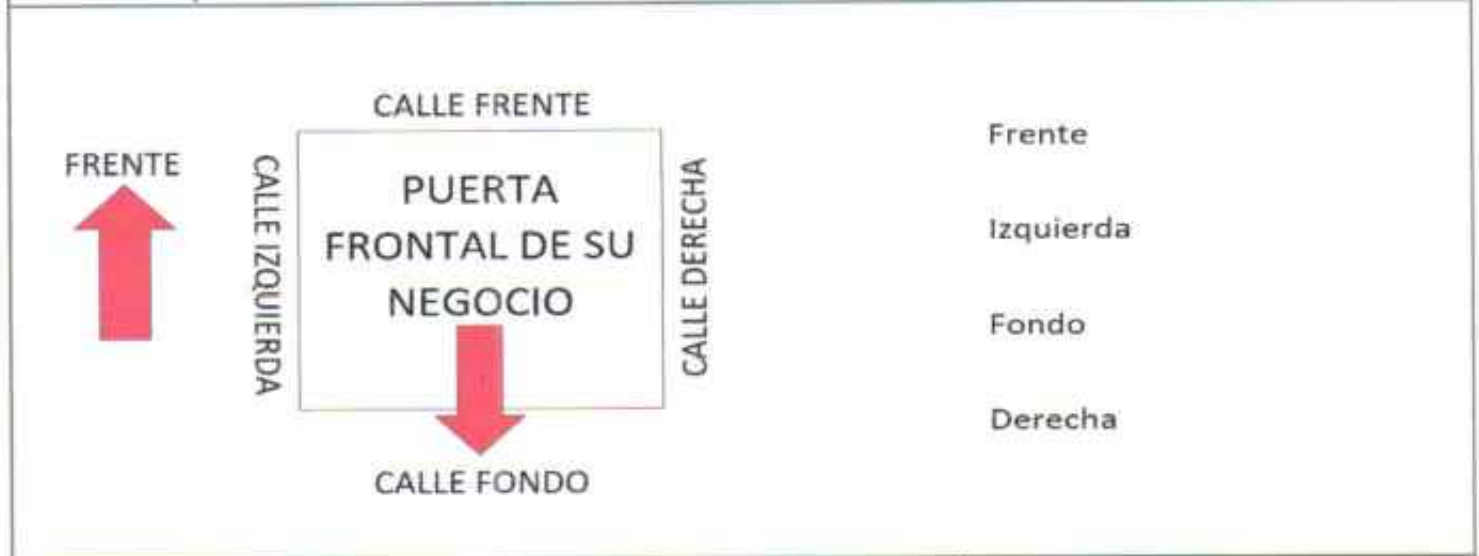 CALLE FRENTE
FRENTE
CALLE IZQUIERDA
PUERTA
FRONTAL DE SU
NEGOCIO
CALLE DERECHA
CALLE FONDO
Frente
Izquierda
Fondo
Derecha